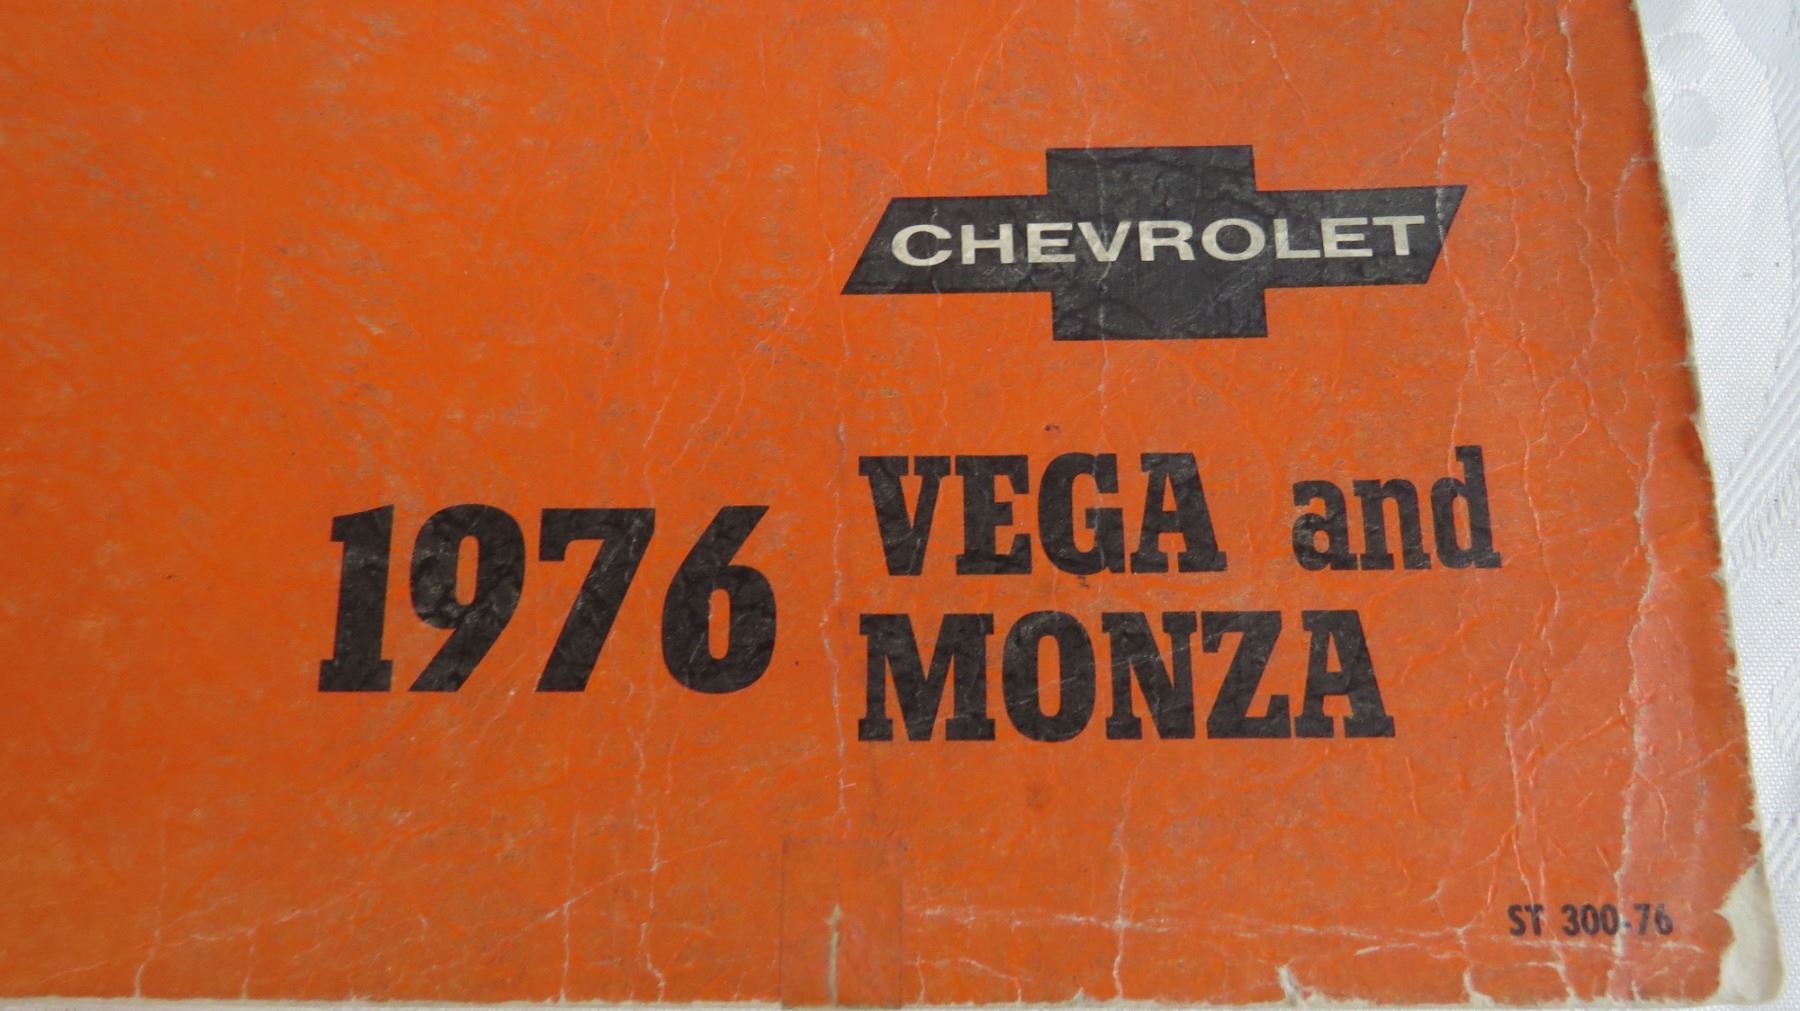 CHEVROLET
1976 VEGA and
MONZA
ST 300-76